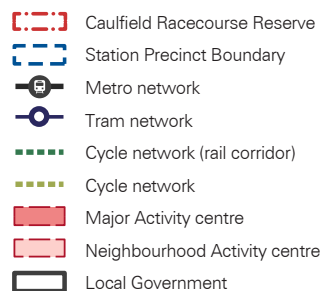 Caulfield Racecourse Reserve
Station Precinct Boundary
Metro network
Tram network
Cycle network (rail corridor)
Cycle network
Major Activity centre
Neighbourhood Activity centre
Local Government